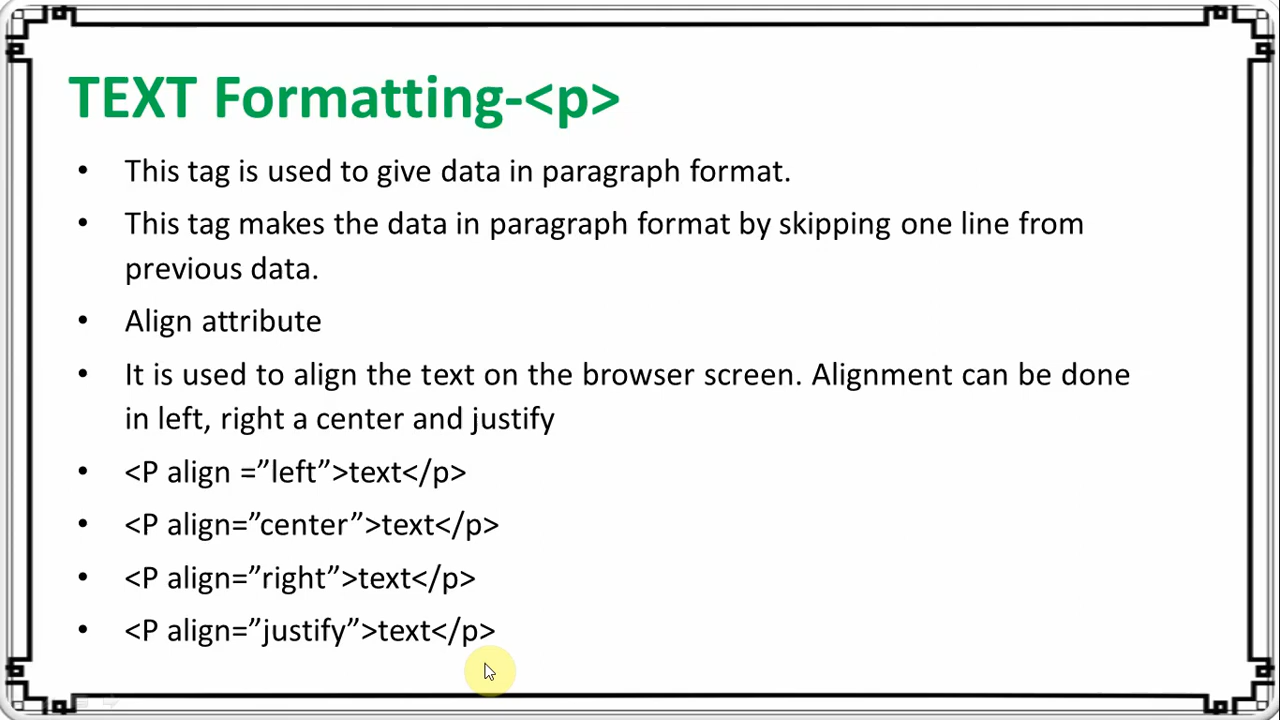 TEXT Formatting-<p>
• This tag is used to give data in paragraph format.
• This tag makes the data in paragraph format by skipping one line from
previous data.
• Align attribute
• It is used to align the text on the browser screen. Alignment can be done
in left, right a center and justify
• <P align =”left”>text</p>
• <P align=”center”>text</p>
• <P align=”right”>text</p>
• <P align=”justify”>text</p>